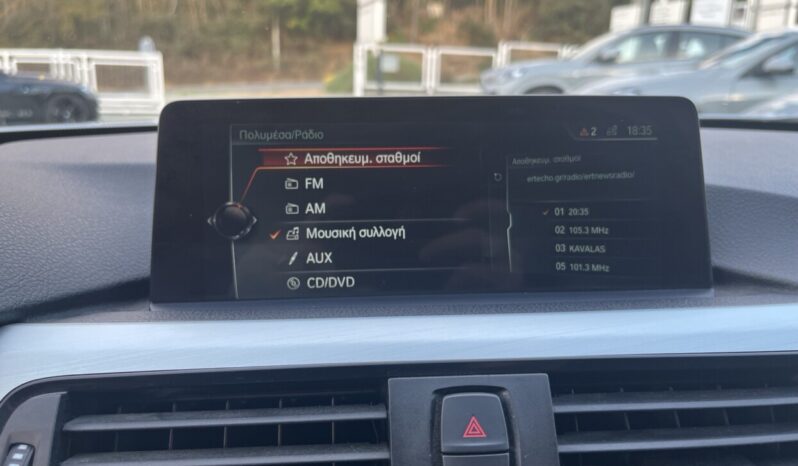 Πολυμέσα/Ράδιο
2
18:35
Αποθηκευμ. σταθμοί
FM
AM
Μουσική συλλογή
AUX
CD/DVD
Αποθηκευμ. σταθμοί
ertecho.gr/radio/ertnewsradio/
01 20:35
02 105.3 MHz
03 KAVALAS
05 101.3 MHz